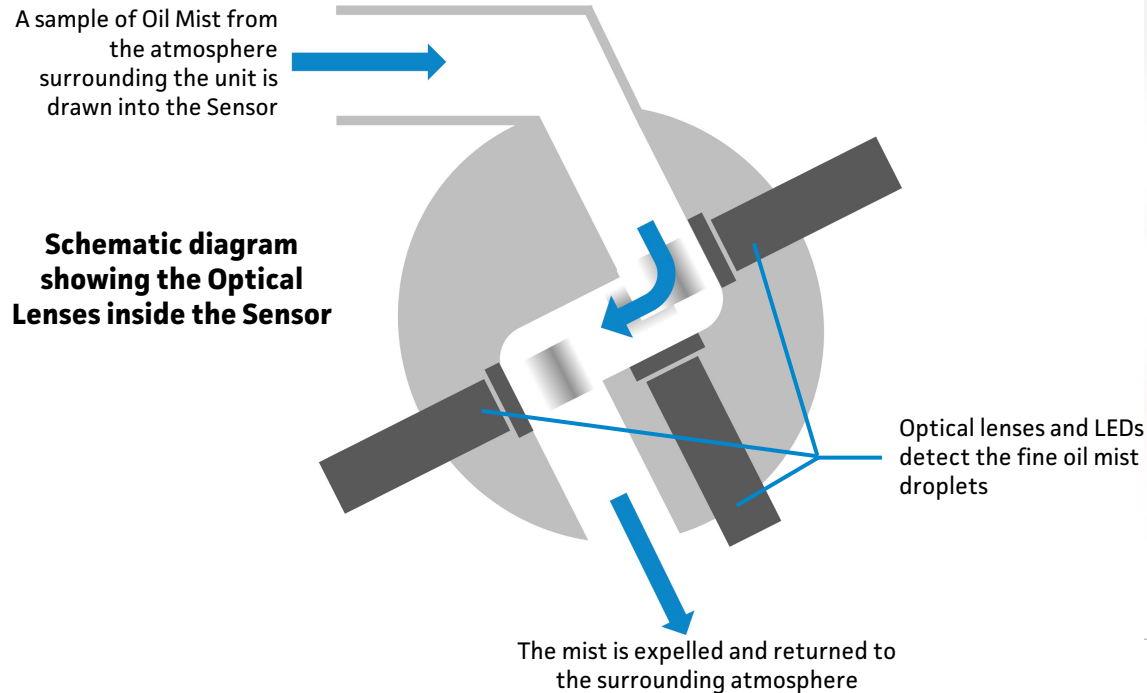 A sample of Oil Mist from
the atmosphere
surrounding the unit is
drawn into the Sensor
Schematic diagram
showing the Optical
Lenses inside the Sensor
Optical lenses and LEDs
detect the fine oil mist
droplets
The mist is expelled and returned to
the surrounding atmosphere